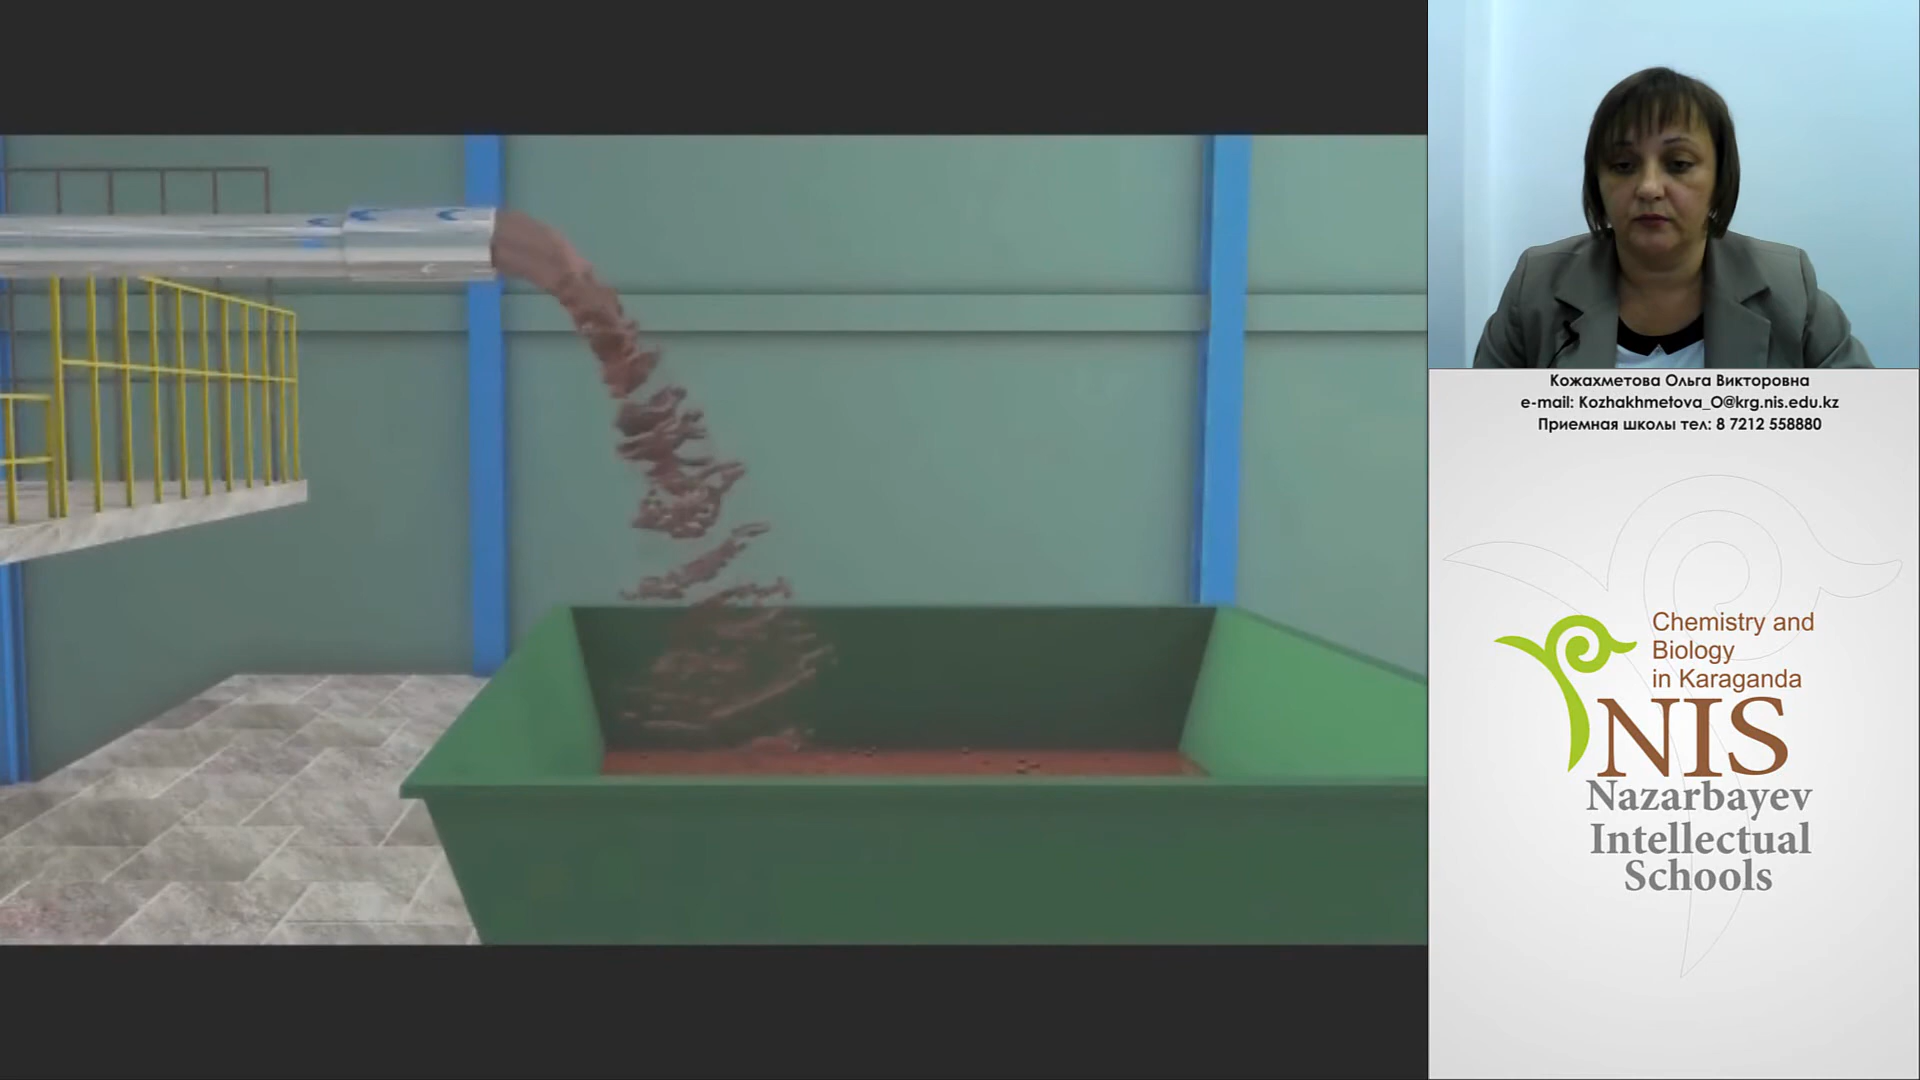 Кожахметова Ольга Викторовна
e-mail: Kozhakhmetova_O@krg.nis.edu.kz
Приемная школы тел: 8 7212 558880
Chemistry and
Biology
in Karaganda
NIS
Nazarbayev
Intellectual
Schools